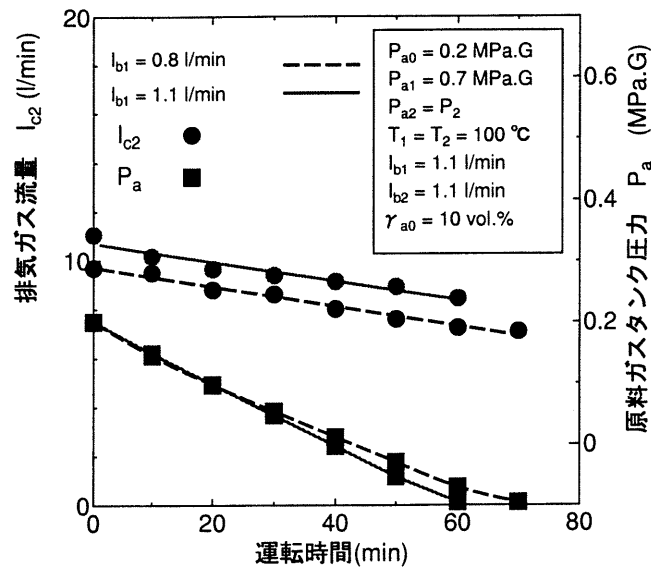 20
10
0
排気ガス流量 I_c2 (l/min)
I_b1 = 0.8 l/min
I_b1 = 1.1 l/min
I_c2
P_a
P_a0 = 0.2 MPa.G
P_a1 = 0.7 MPa.G
P_a2 = P_2
T_1 = T_2 = 100 ℃
I_b1 = 1.1 l/min
I_b2 = 1.1 l/min
γ_a0 = 10 vol.%
0.6
0.4
0.2
0
原料ガスタンク圧力 P_a (MPa.G)
0 20 40 60 80
運転時間(min)